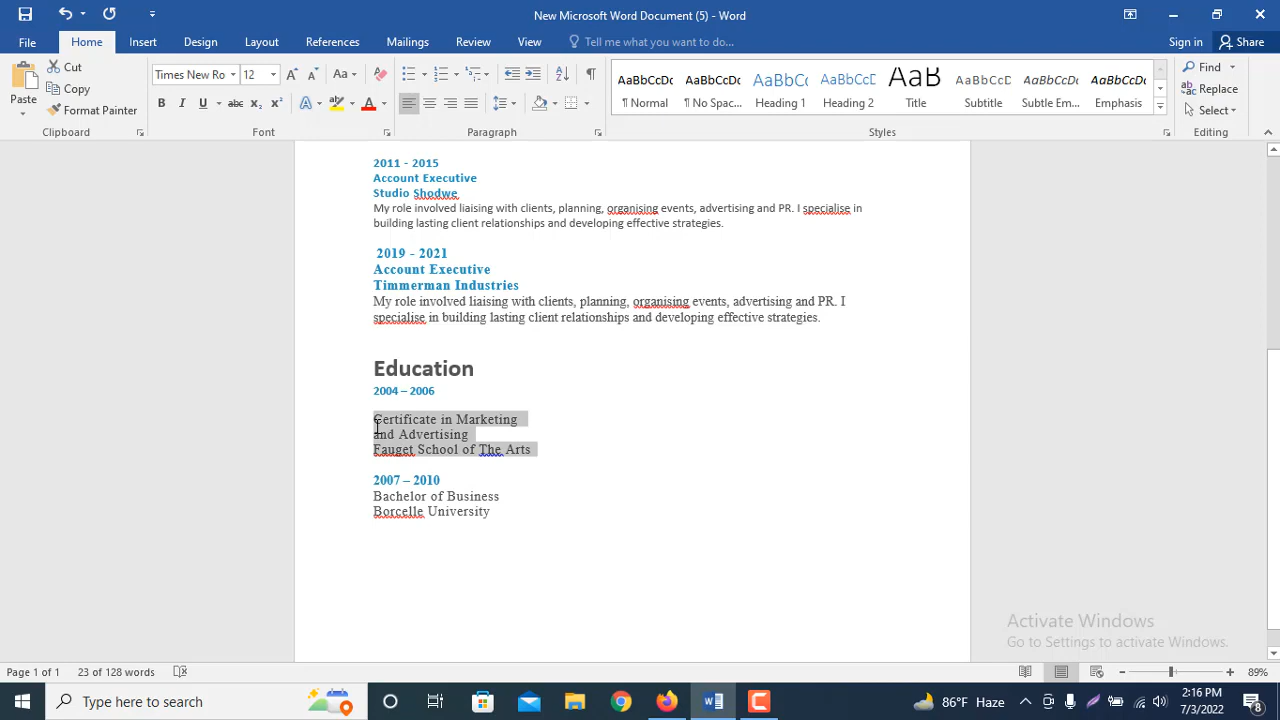 New Microsoft Word Document (5) - Word
File
Home
Insert
Design
Layout
References
Mailings
Review
View
Tell me what you want to do...
Sign in
Share
Paste
Cut
Copy
Format Painter
Clipboard
Times New Ro
12
Aa
B I U abc x₂ x²
A
Font
Paragraph
AaBbCcDc
¶ Normal
AaBbCcDc
¶ No Spac...
AaBbCc
Heading 1
AaBbCcD
Heading 2
AaB
Title
AaBbCcD
Subtitle
AaBbCcDc
Subtle Em...
AaBbCcDc
Emphasis
Styles
Find
Replace
Select
Editing
2011 - 2015
Account Executive
Studio Shodwe
My role involved liaising with clients, planning, organising events, advertising and PR. I specialise in
building lasting client relationships and developing effective strategies.
2019 - 2021
Account Executive
Timmerman Industries
My role involved liaising with clients, planning, organising events, advertising and PR. I
specialise in building lasting client relationships and developing effective strategies.
Education
2004 – 2006
Certificate in Marketing
and Advertising
Fauget School of The Arts
2007 – 2010
Bachelor of Business
Borcelle University
Activate Windows
Go to Settings to activate Windows.
Page 1 of 1
23 of 128 words
89%
Type here to search
86°F Haze
2:16 PM
7/3/2022
8